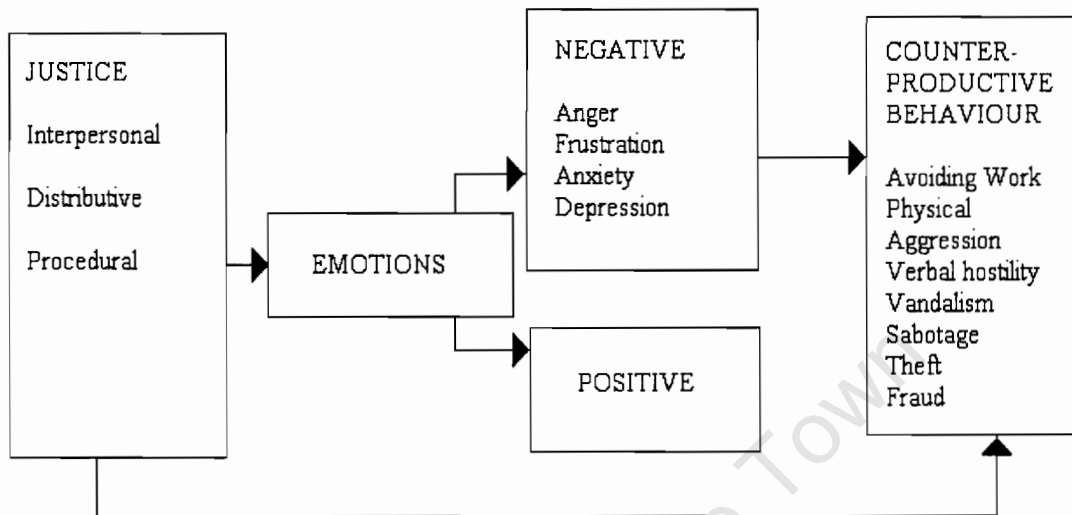 JUSTICE
Interpersonal
Distributive
Procedural
EMOTIONS
NEGATIVE
Anger
Frustration
Anxiety
Depression
POSITIVE
COUNTER-
PRODUCTIVE
BEHAVIOUR
Avoiding Work
Physical
Aggression
Verbal hostility
Vandalism
Sabotage
Theft
Fraud
Town